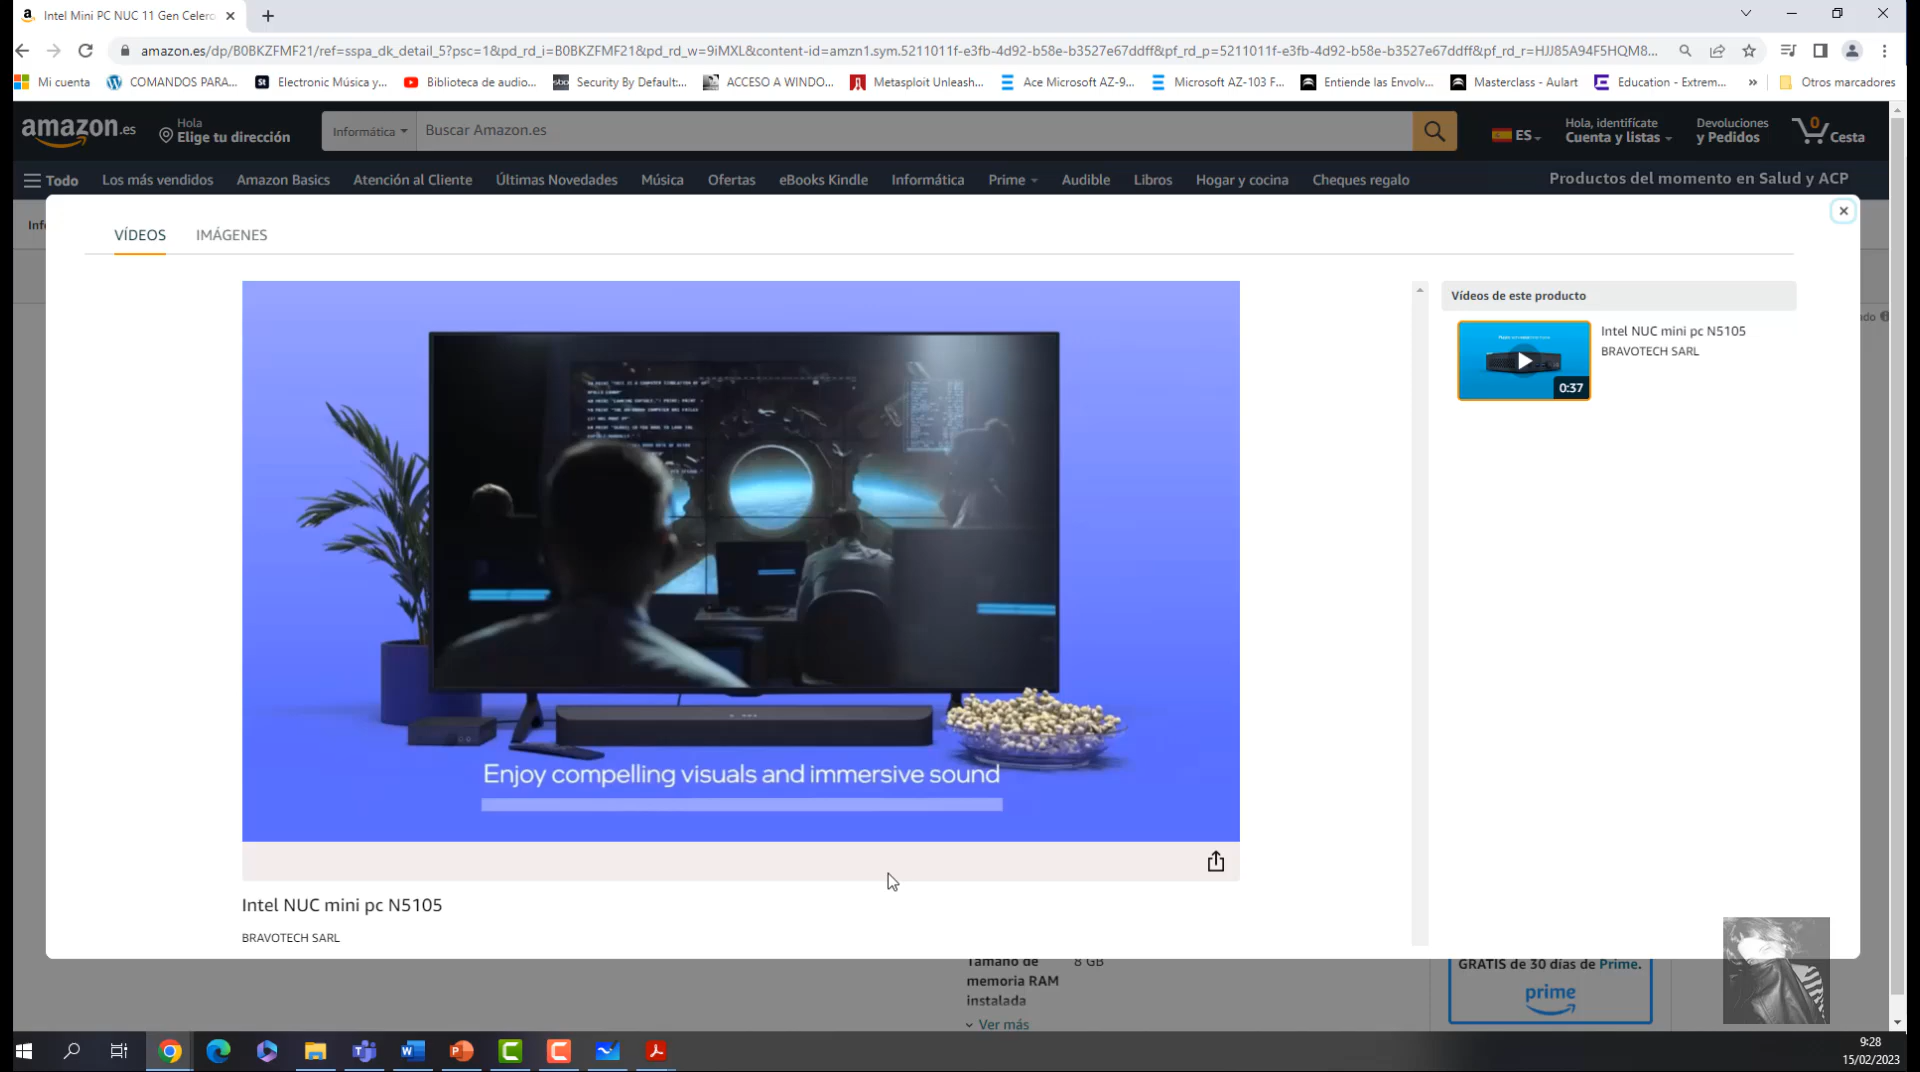 Intel Mini PC NUC 11 Gen Celero
amazon.es/dp/B0BKZFMF21/ref=sspa_dk_detail_5?psc=1&pd_rd_i=B0BKZFMF21&pd_rd_w=9iMXL&content-id=amzn1.sym.5211011f-e3fb-4d92-b58e-b3527e67ddff&pf_rd_p=5211011f-e3fb-4d92-b58e-b3527e67ddff&pf_rd_r=HJJ85A94F5HQM8...
Mi cuenta COMANDOS PARA... Electronic Música y... Biblioteca de audio... Security By Default:... ACCESO A WINDO... Metasploit Unleash... Ace Microsoft AZ-9... Microsoft AZ-103 F... Entiende las Envolv... Masterclass - Aulart Education - Extrem... » Otros marcadores
amazon.es
Hola
Elige tu dirección
Informática
Buscar Amazon.es
ES
Hola, identifícate
Cuenta y listas
Devoluciones
y Pedidos
0
Cesta
Todo Los más vendidos Amazon Basics Atención al Cliente Últimas Novedades Música Ofertas eBooks Kindle Informática Prime Audible Libros Hogar y cocina Cheques regalo Productos del momento en Salud y ACP
Inf
VÍDEOS IMÁGENES
Vídeos de este producto
Intel NUC mini pc N5105
BRAVOTECH SARL
0:37
Enjoy compelling visuals and immersive sound
Intel NUC mini pc N5105
BRAVOTECH SARL
Tamaño de
memoria RAM
instalada
8 GB
Ver más
GRATIS de 30 días de Prime.
prime
9:28
15/02/2023